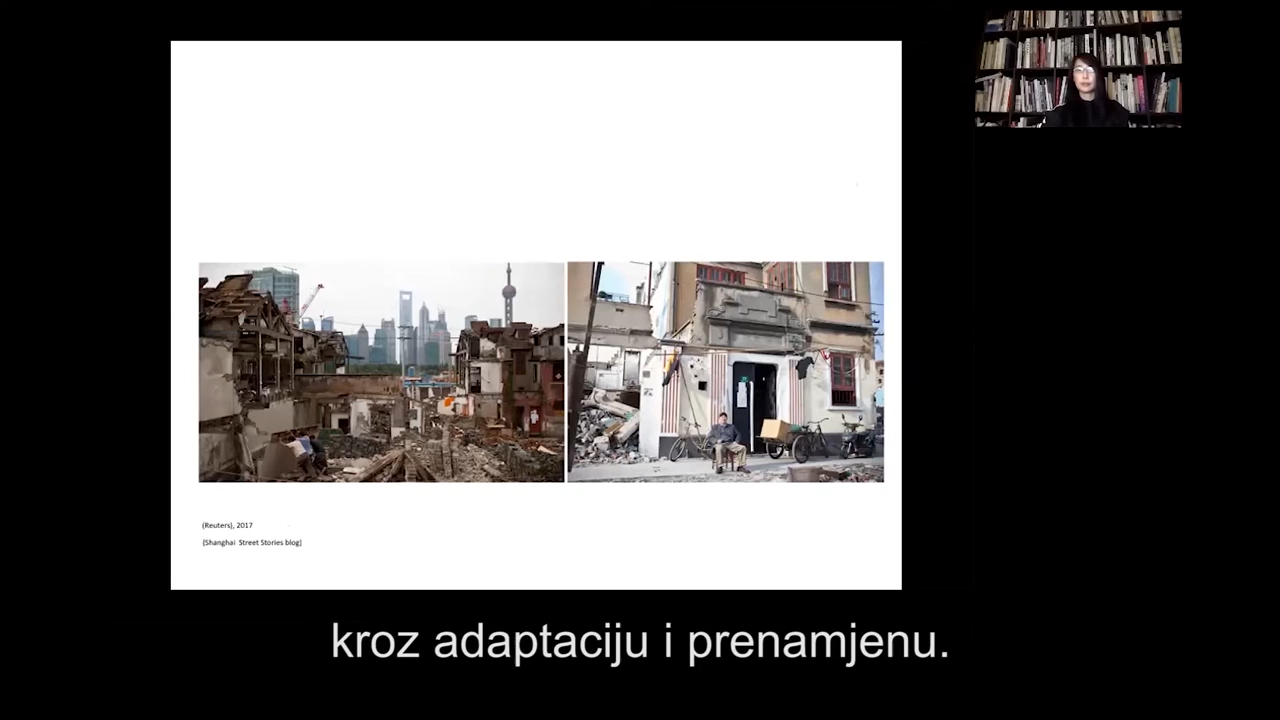 (Reuters), 2017
[Shanghai Street Stories blog]
kroz adaptaciju i prenamjenu.